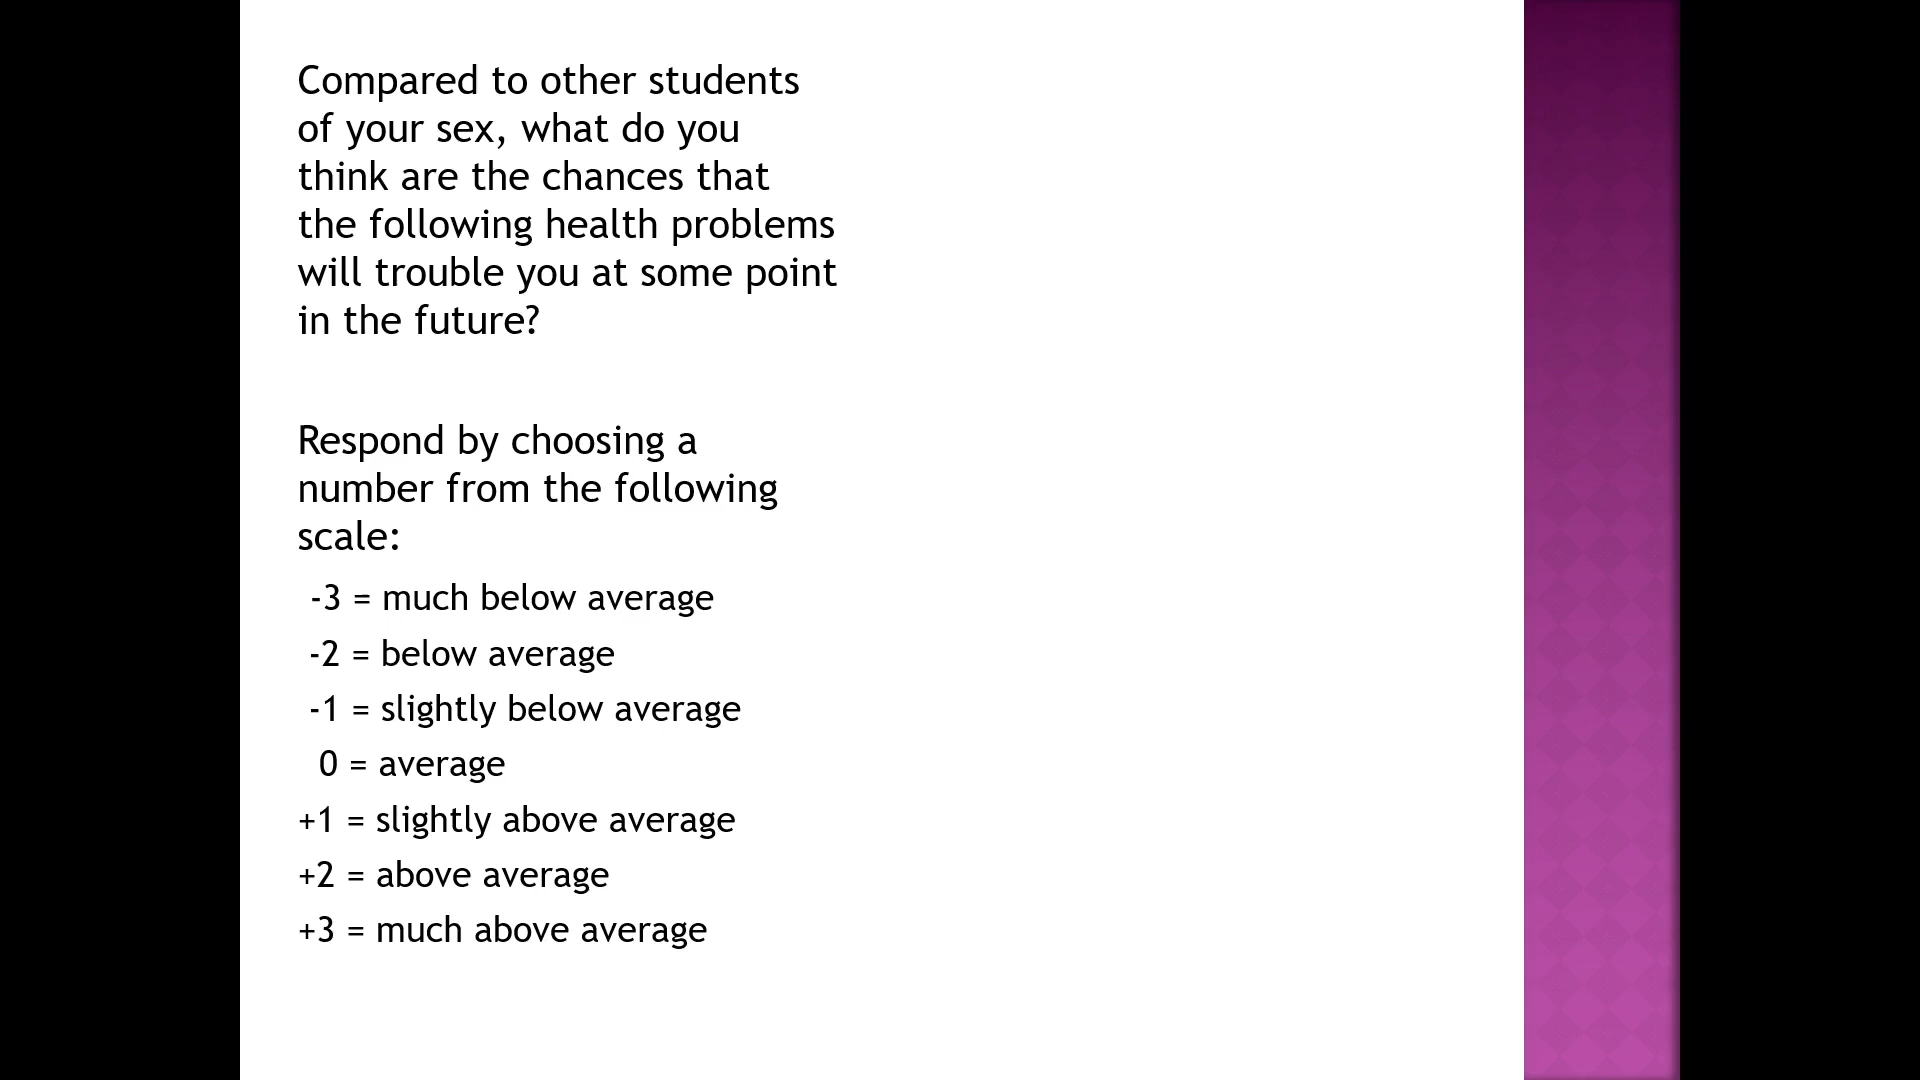 Compared to other students
of your sex, what do you
think are the chances that
the following health problems
will trouble you at some point
in the future?
Respond by choosing a
number from the following
scale:
-3 = much below average
-2 = below average
-1 = slightly below average
0 = average
+1 = slightly above average
+2 = above average
+3 = much above average